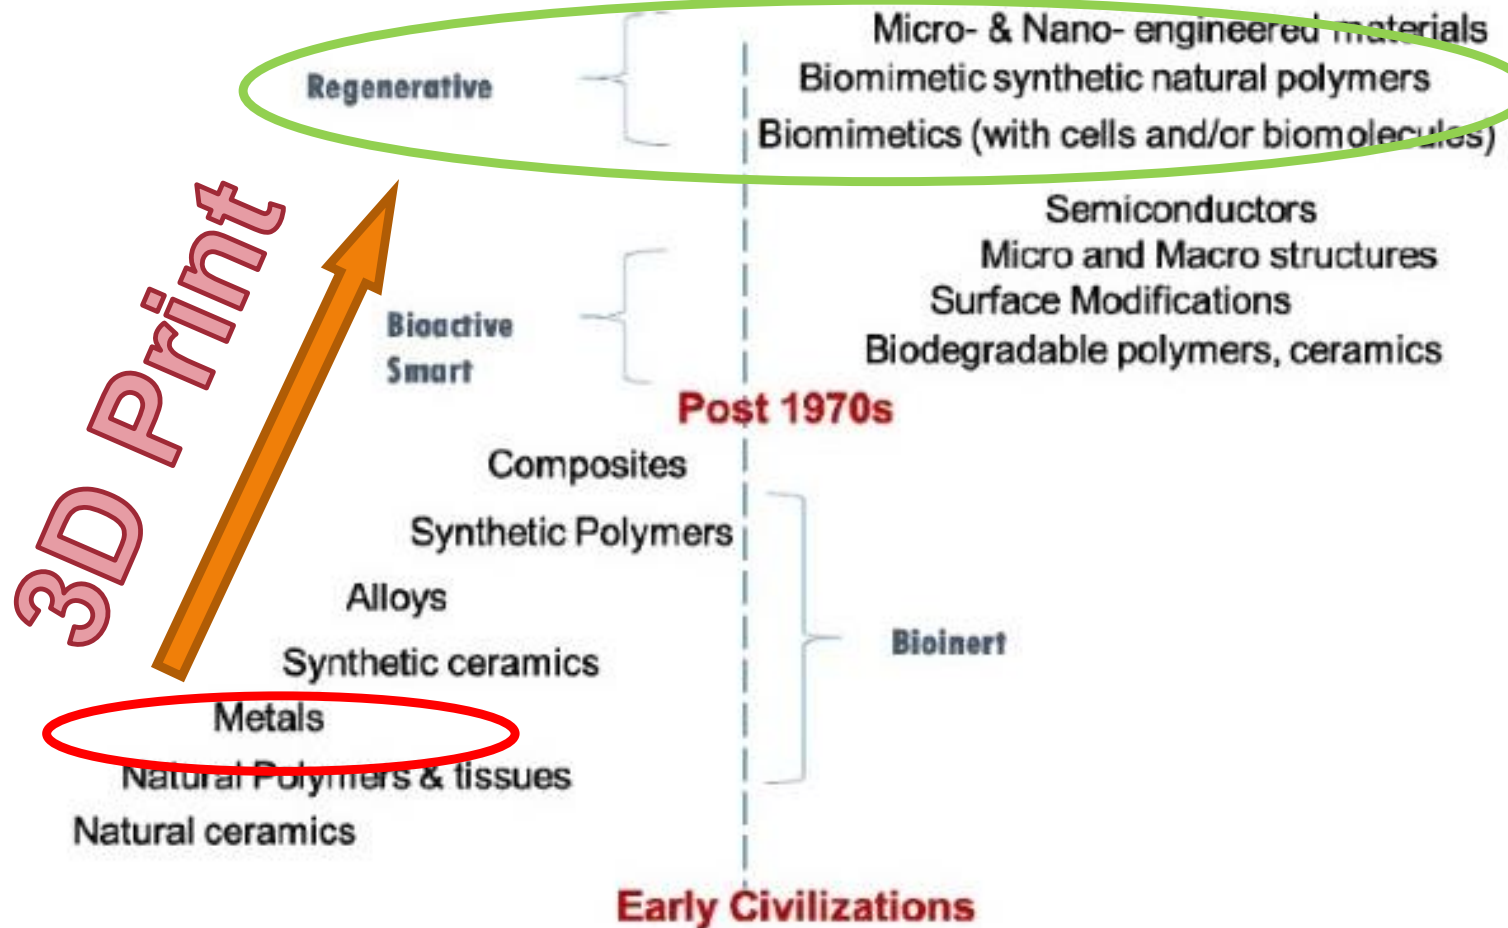 Micro- & Nano- engineered materials
Regenerative
Biomimetic synthetic natural polymers
Biomimetics (with cells and/or biomolecules)
3D Print
Semiconductors
Micro and Macro structures
Surface Modifications
Bioactive
Smart
Biodegradable polymers, ceramics
Post 1970s
Composites
Synthetic Polymers
Alloys
Bioinert
Synthetic ceramics
Metals
Natural Polymers & tissues
Natural ceramics
Early Civilizations